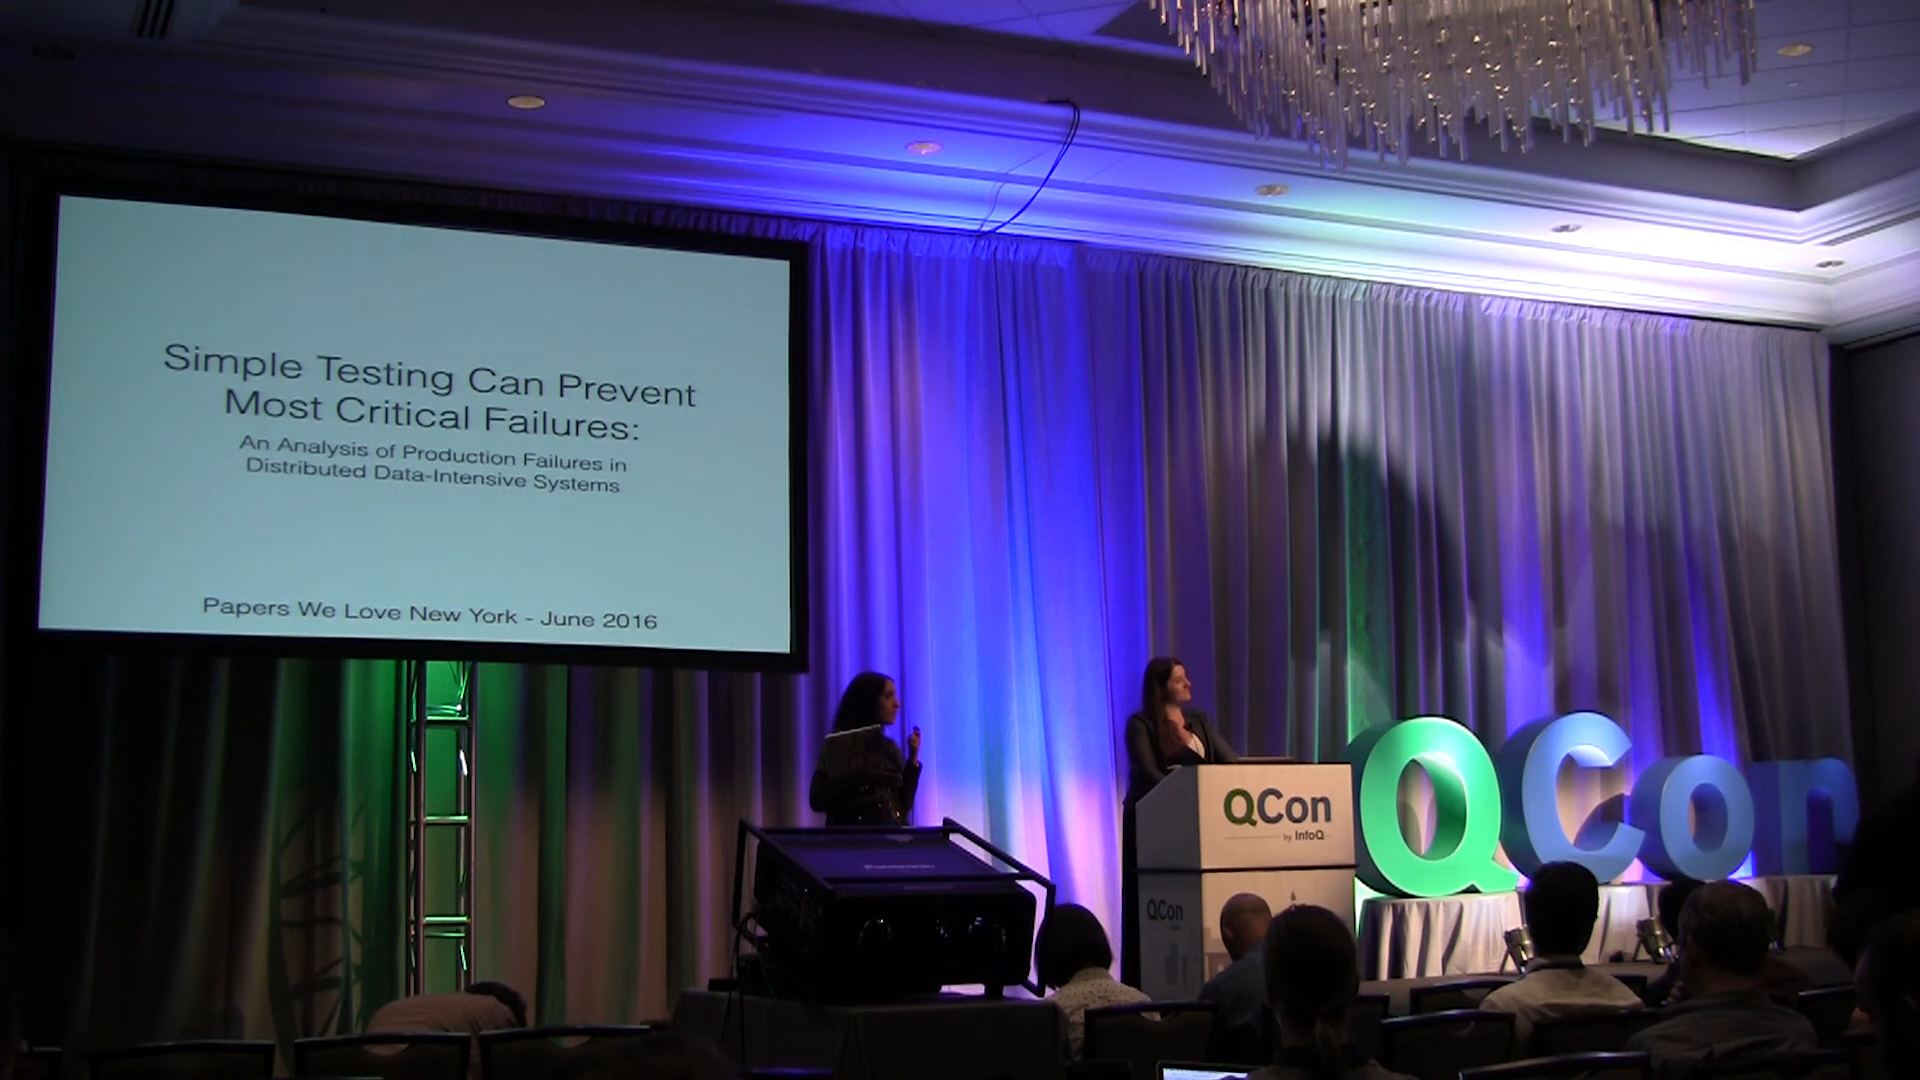 Simple Testing Can Prevent
Most Critical Failures:
An Analysis of Production Failures in
Distributed Data-Intensive Systems
Papers We Love New York - June 2016
QCon
by InfoQ
QCon
QCon